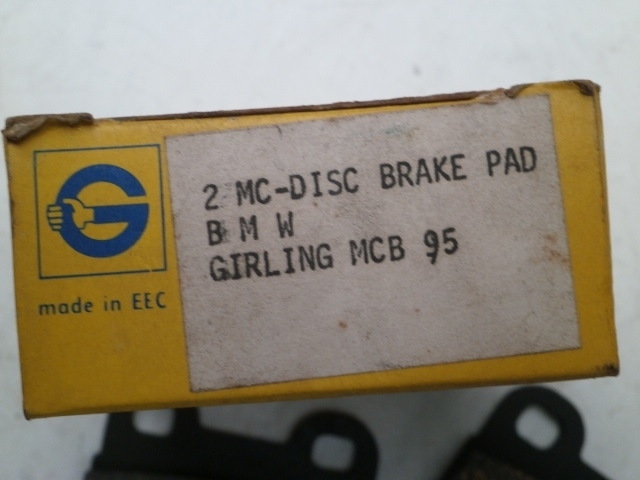 2 MC-DISC BRAKE PAD
B M W
GIRLING MCB 95
G
made in EEC